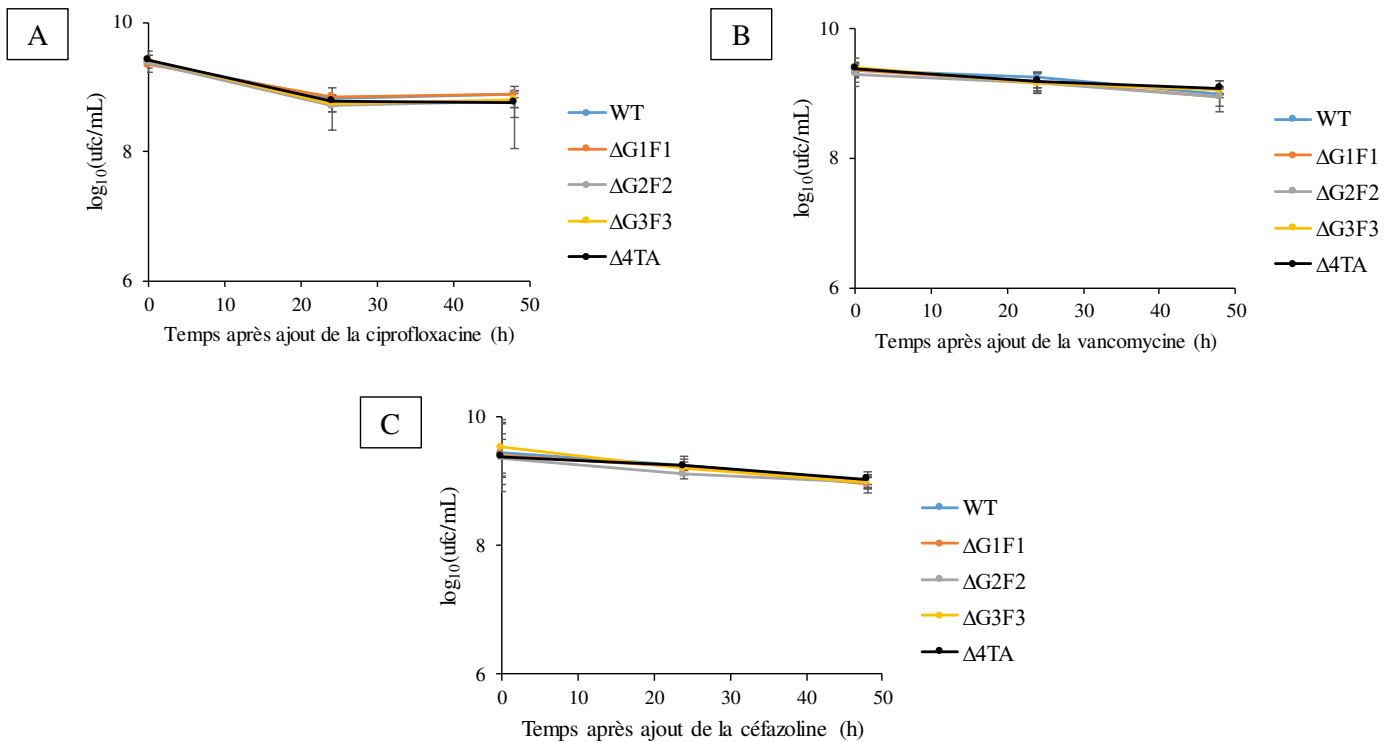 A
10
8
6
log10(ufc/mL)
0 10 20 30 40 50
Temps après ajout de la ciprofloxacine (h)
WT
ΔG1F1
ΔG2F2
ΔG3F3
Δ4TA
B
10
8
6
log10(ufc/mL)
0 10 20 30 40 50
Temps après ajout de la vancomycine (h)
WT
ΔG1F1
ΔG2F2
ΔG3F3
Δ4TA
C
10
8
6
log10(ufc/mL)
0 10 20 30 40 50
Temps après ajout de la céfazoline (h)
WT
ΔG1F1
ΔG2F2
ΔG3F3
Δ4TA